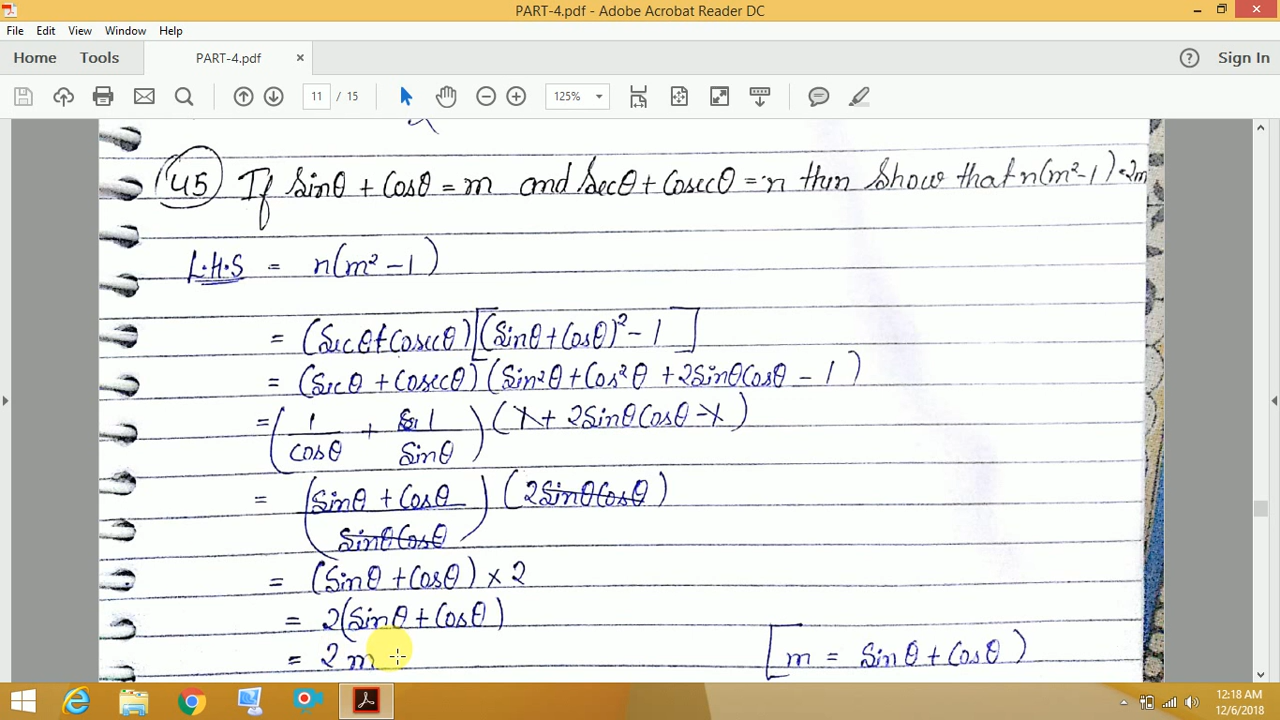 PART-4.pdf - Adobe Acrobat Reader DC
File Edit View Window Help
Home Tools PART-4.pdf × Sign In
11 / 15 125%
45 If Sinθ + Cosθ = m and Secθ + Cosecθ = n then Show that n(m²-1) = 2m
L.H.S = n(m² - 1)
= (Secθ + Cosecθ) [(Sinθ + Cosθ)² - 1]
= (Secθ + Cosecθ) (Sin²θ + Cos²θ + 2SinθCosθ - 1)
= (1/cosθ + 1/Sinθ) (1 + 2SinθCosθ - 1)
= (Sinθ + Cosθ / SinθCosθ) (2SinθCosθ)
= (Sinθ + Cosθ) × 2
= 2(Sinθ + Cosθ)
= 2m [m = Sinθ + Cosθ)
12:18 AM
12/6/2018